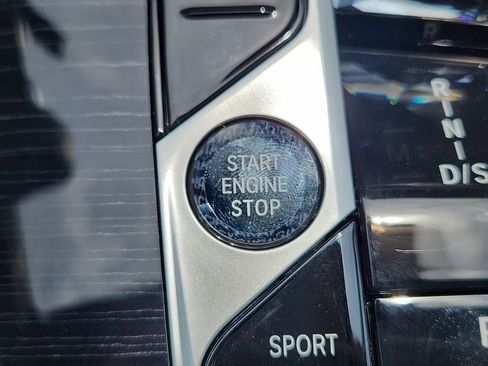 START
ENGINE
STOP
SPORT
R
N
D/S
P